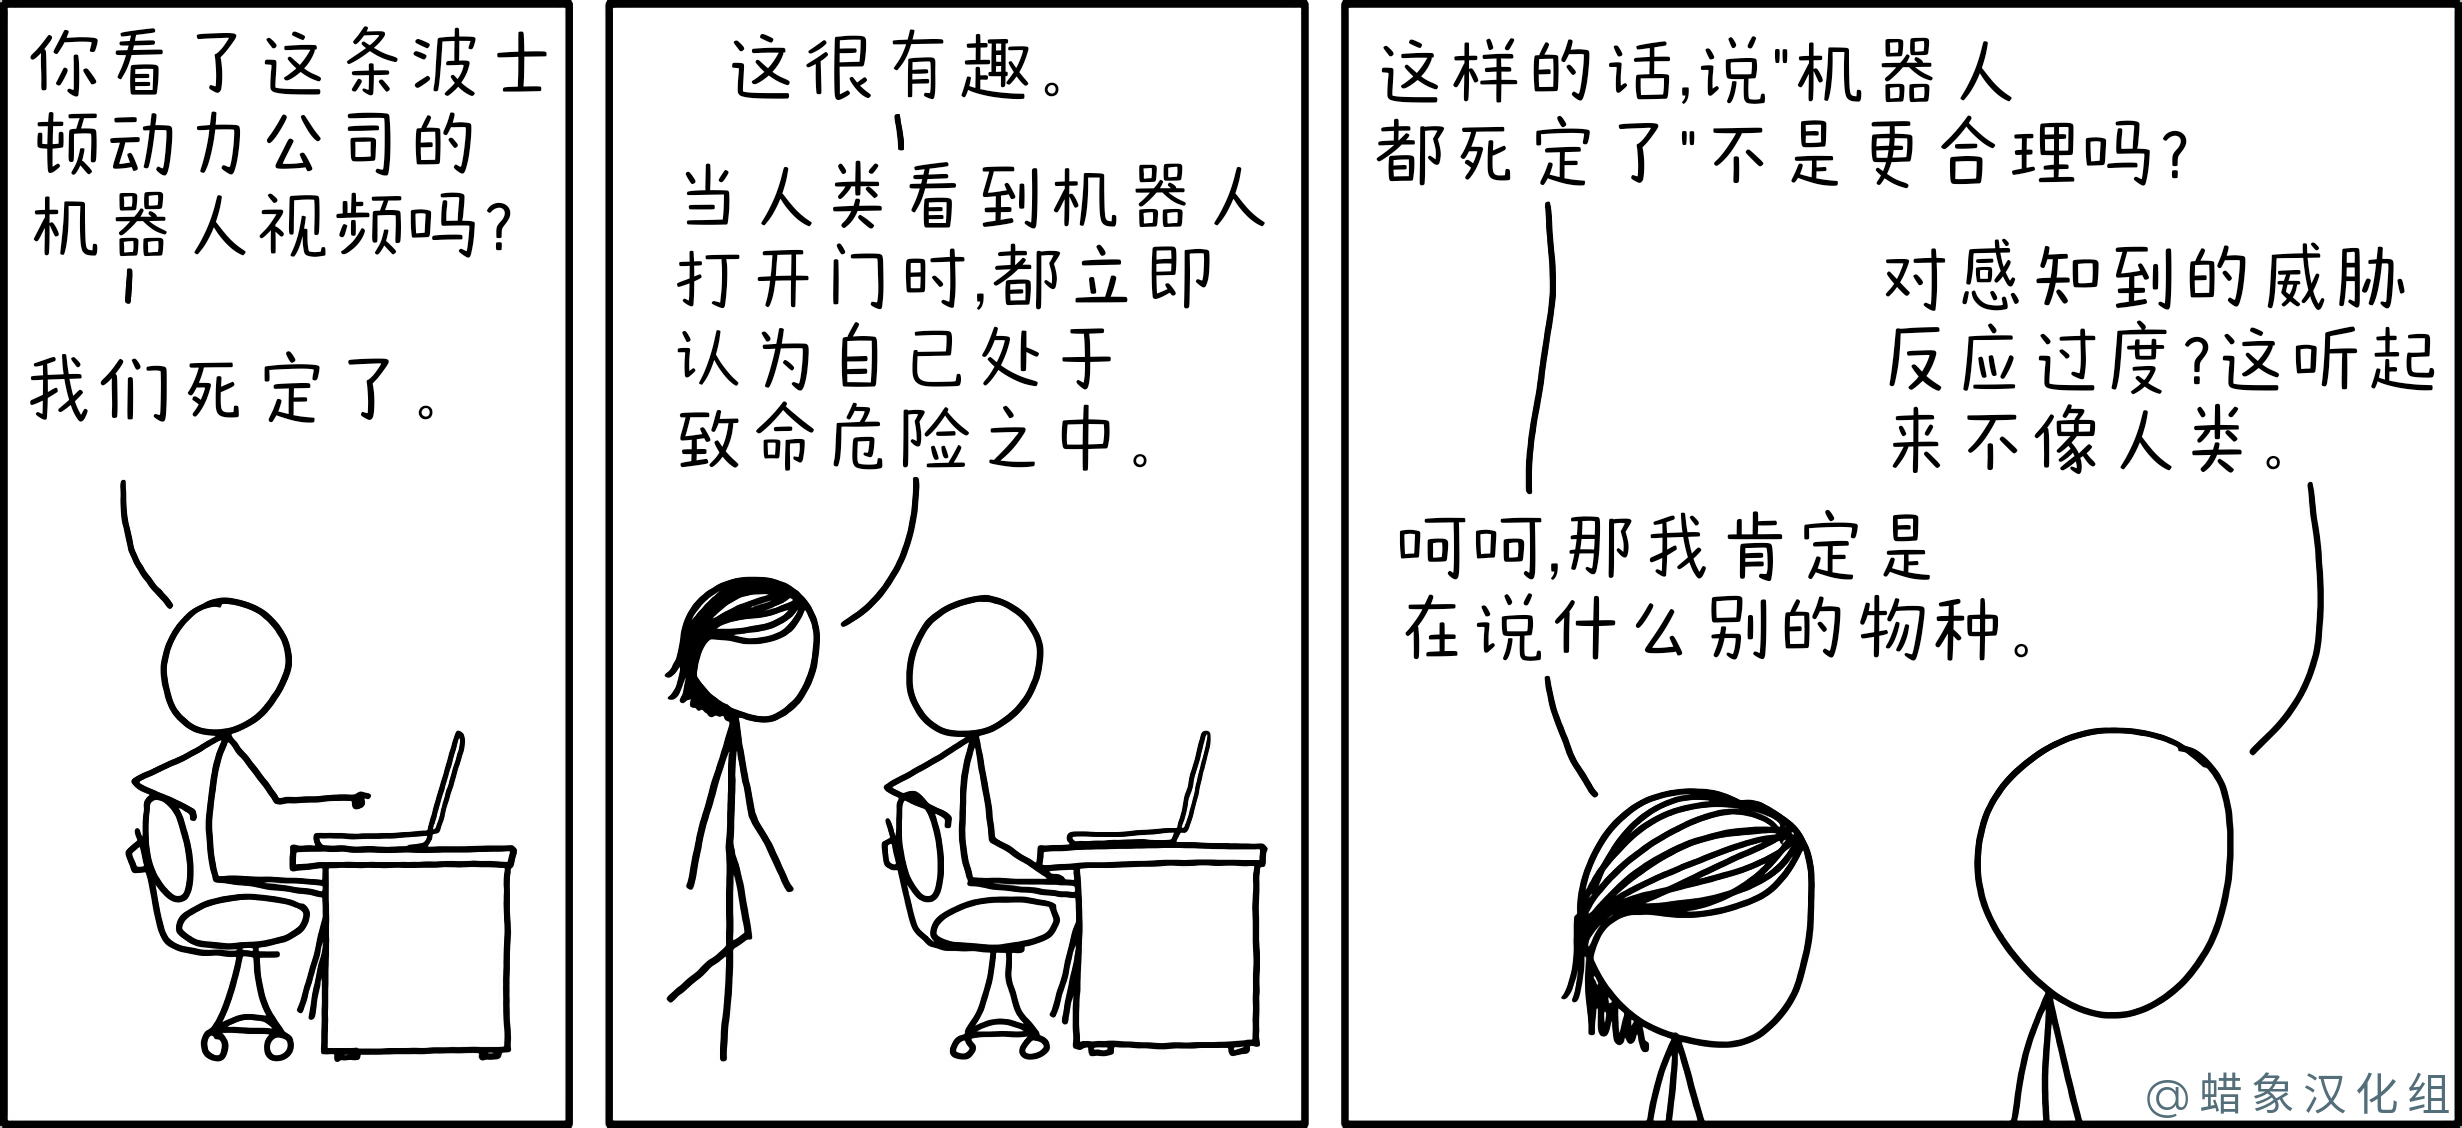 你看了这条波士
顿动力公司的
机器人视频吗?
我们死定了。
这很有趣。
当人类看到机器人
打开门时,都立即
认为自己处于
致命危险之中。
这样的话,说"机器人
都死定了"不是更合理吗?
对感知到的威胁
反应过度?这听起
来不像人类。
呵呵,那我肯定是
在说什么别的物种。
@蜡象汉化组